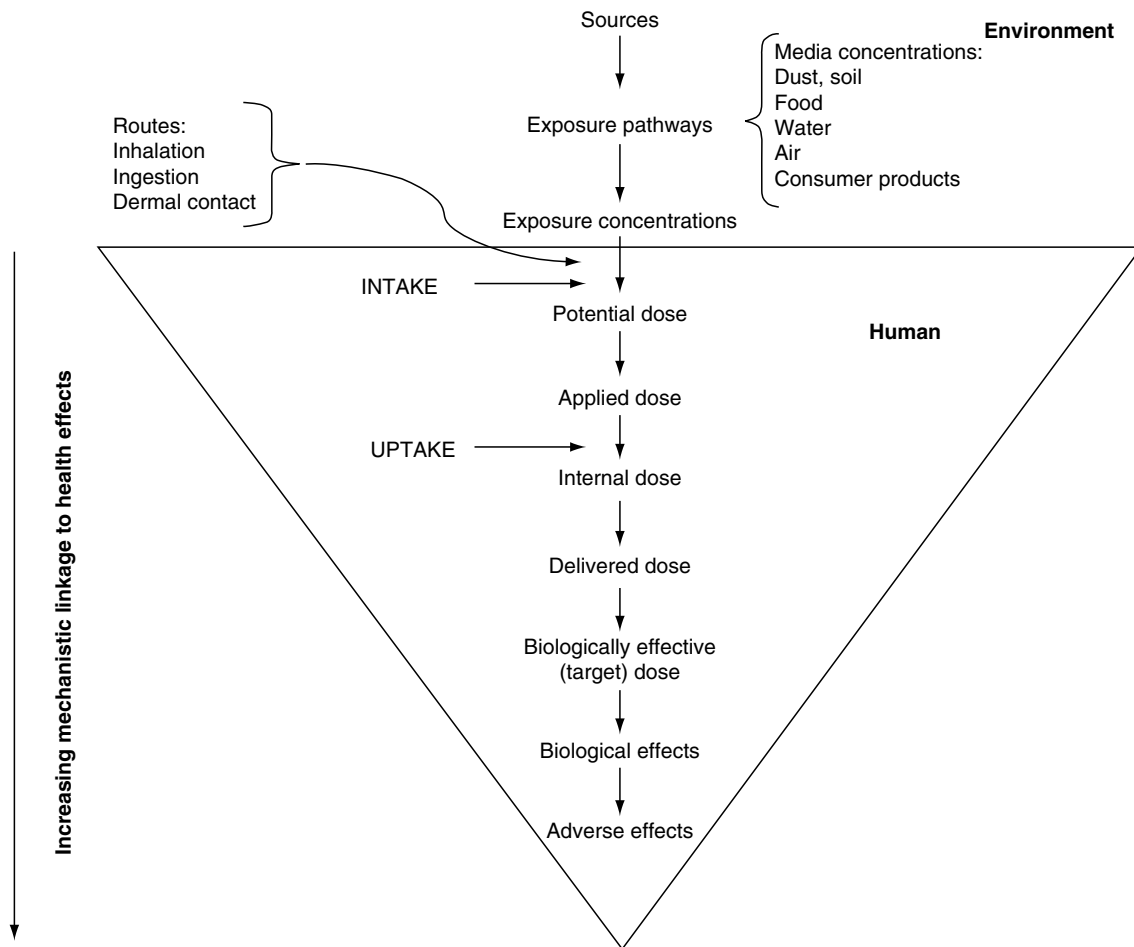 Sources
Environment
Media concentrations:
Dust, soil
Food
Water
Air
Consumer products
Exposure pathways
Routes:
Inhalation
Ingestion
Dermal contact
Exposure concentrations
INTAKE
Potential dose
Human
Applied dose
UPTAKE
Internal dose
Delivered dose
Biologically effective
(target) dose
Biological effects
Adverse effects
Increasing mechanistic linkage to health effects